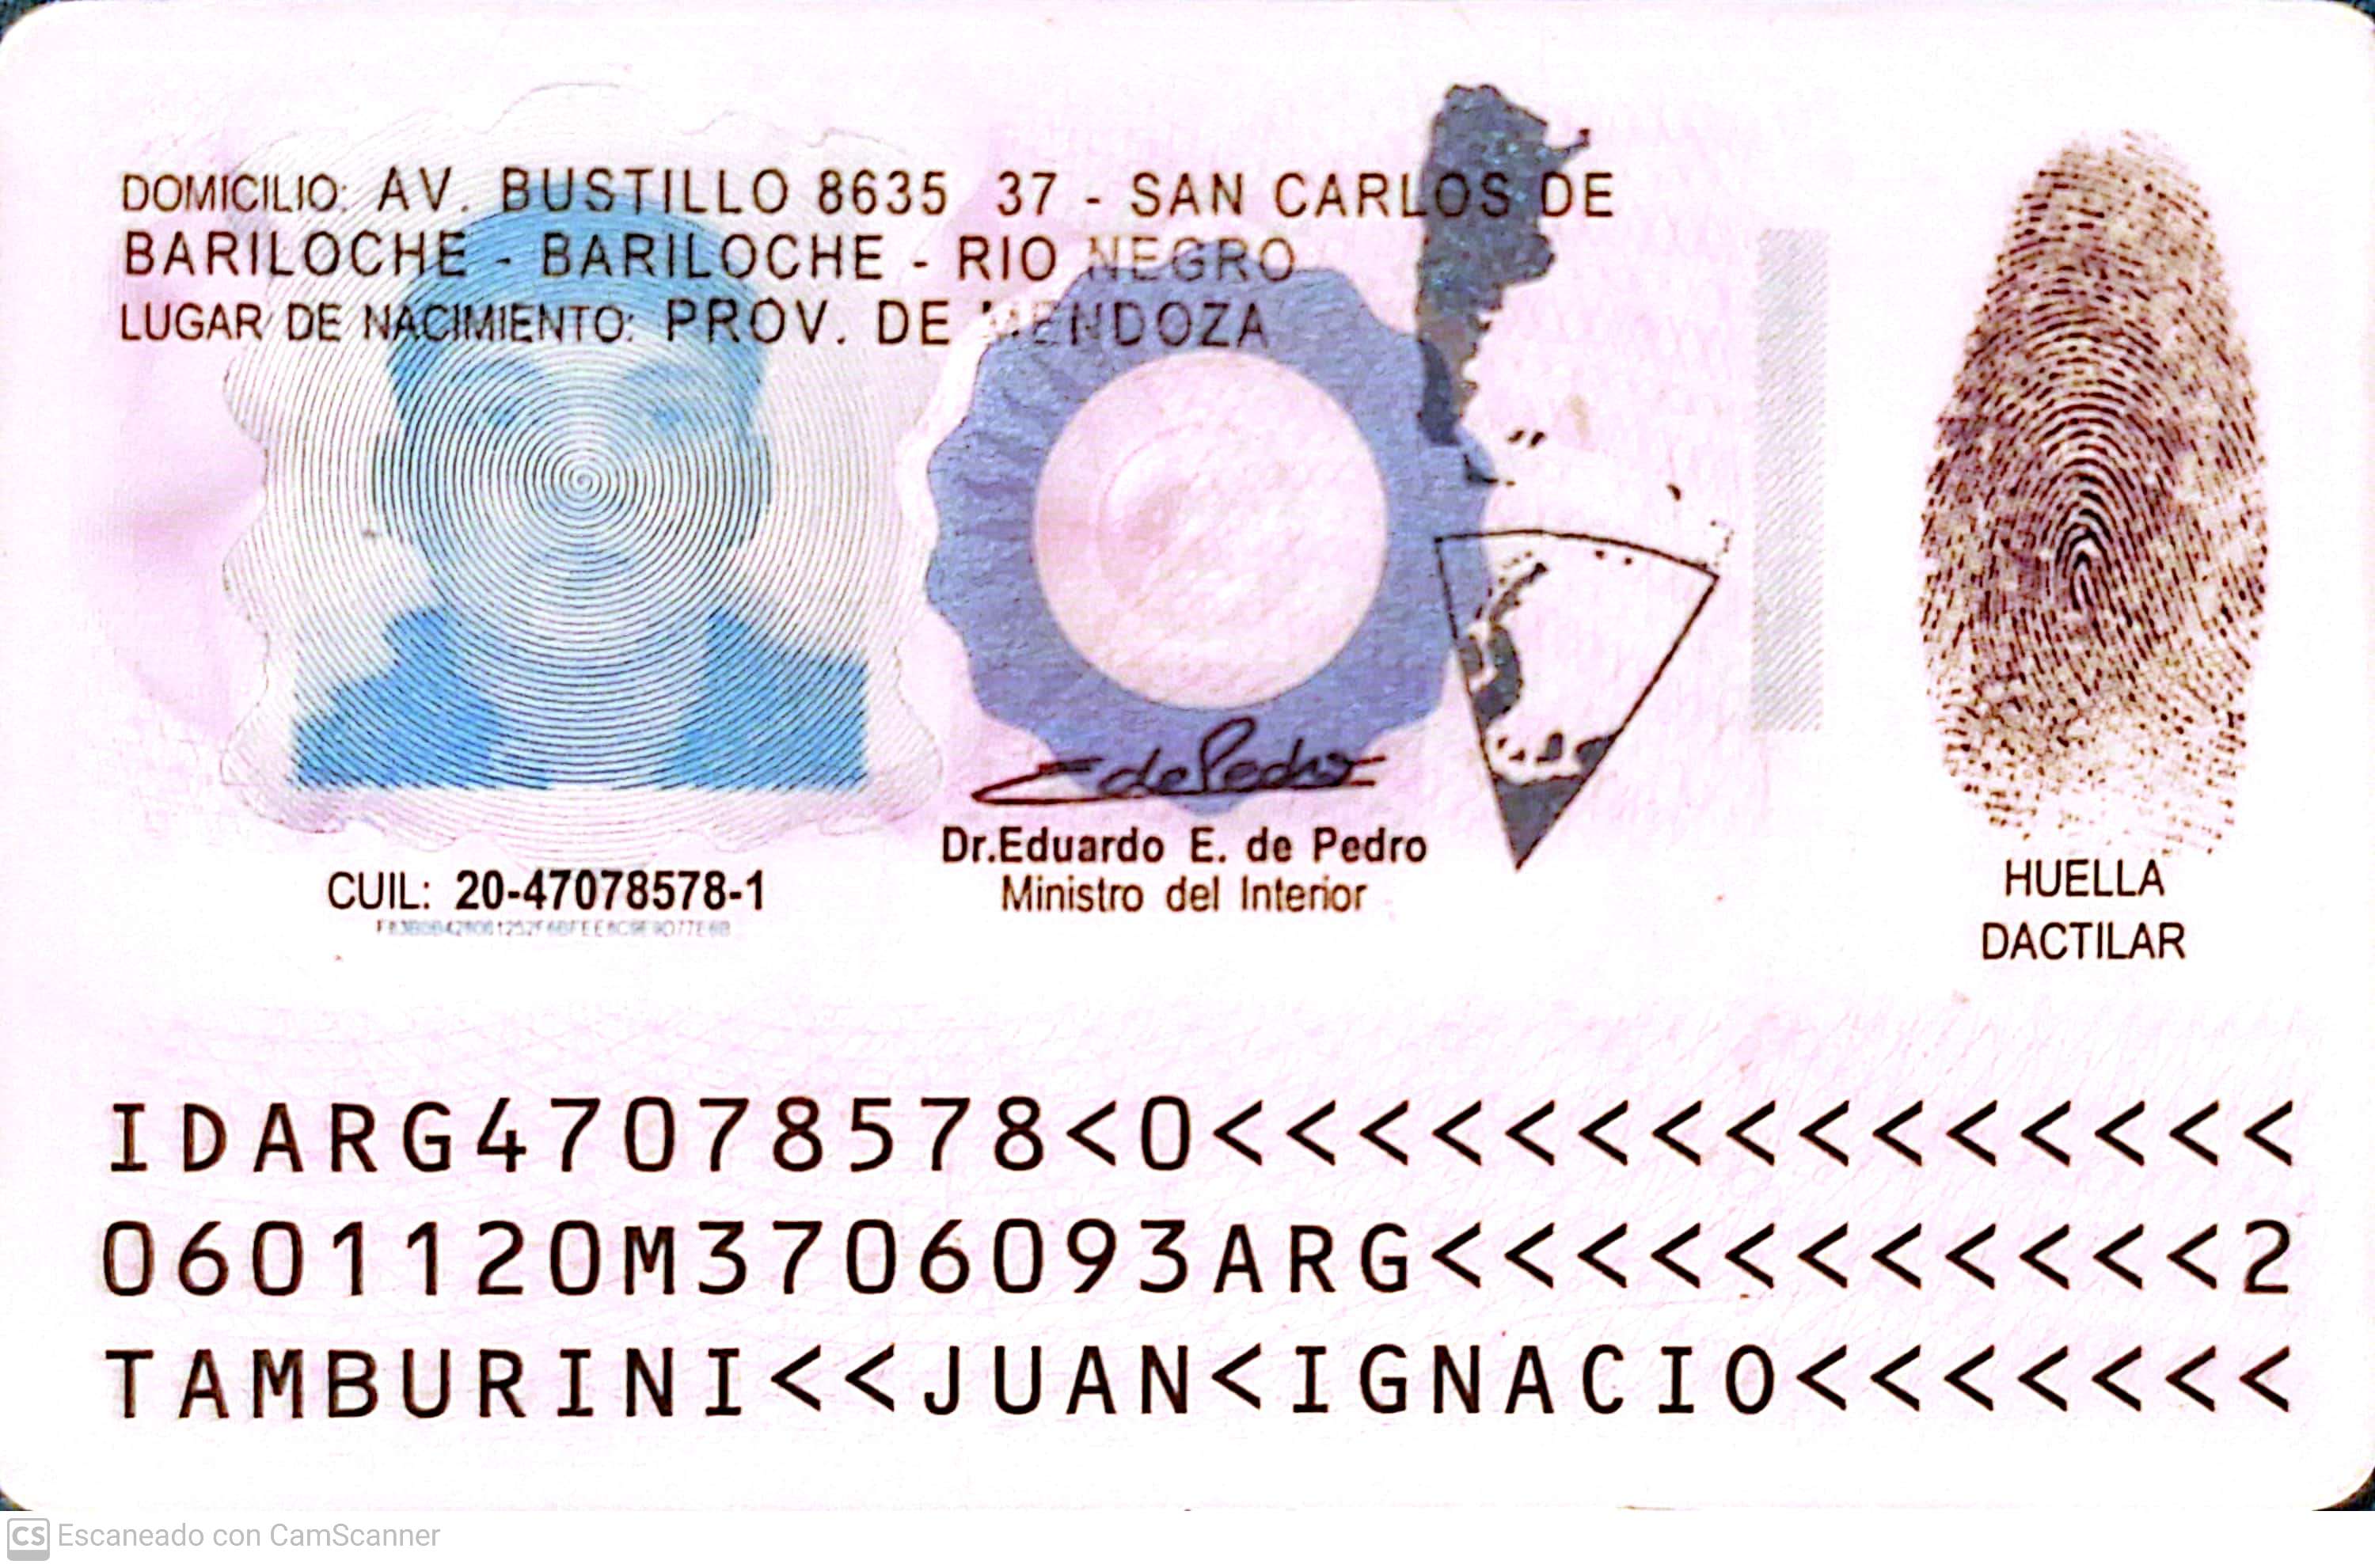 DOMICILIO: AV. BUSTILLO 8635 37 - SAN CARLOS DE
BARILOCHE - BARILOCHE - RIO NEGRO
LUGAR DE NACIMIENTO: PROV. DE MENDOZA
E de Pedro
Dr.Eduardo E. de Pedro
Ministro del Interior
CUIL: 20-47078578-1
HUELLA
DACTILAR
IDARG47078578<0<<<<<<<<<<<<<<<
0601120M3706093ARG<<<<<<<<<<<2
TAMBURINI<<JUAN<IGNACIO<<<<<<<
CS Escaneado con CamScanner